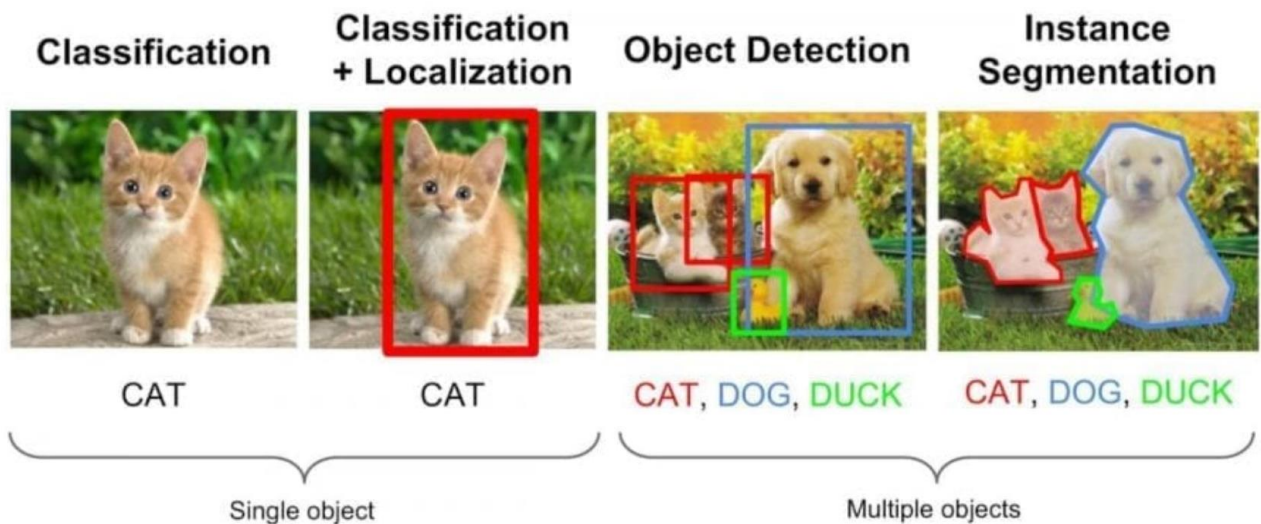 Classification
Classification
+ Localization
Object Detection
Instance
Segmentation
CAT
CAT
CAT, DOG, DUCK
CAT, DOG, DUCK
Single object
Multiple objects